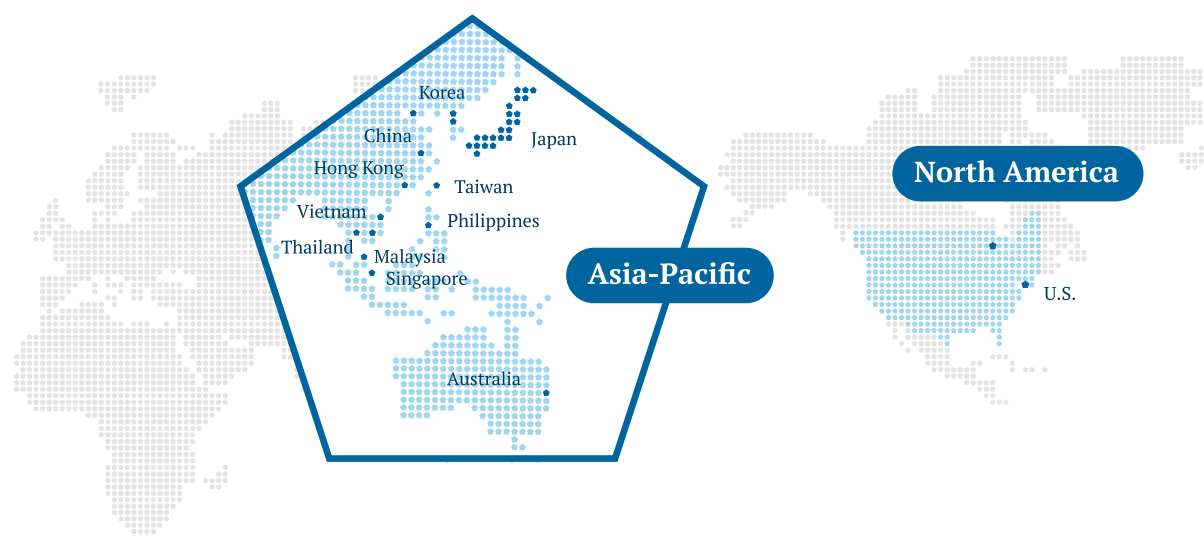 Korea
China
Japan
Hong Kong
Taiwan
Vietnam
Philippines
Thailand
Malaysia
Singapore
Asia-Pacific
Australia
North America
U.S.